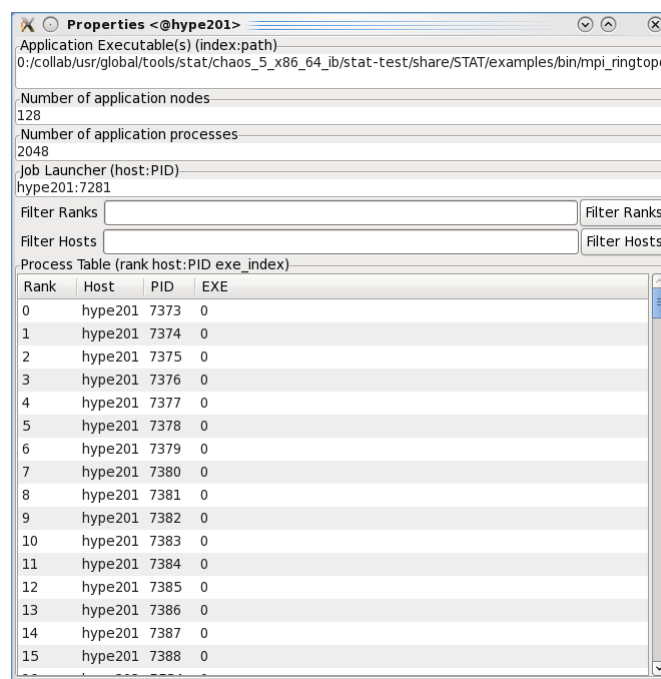 Properties <@hype201>
Application Executable(s) (index:path)
0:/collab/usr/global/tools/stat/chaos_5_x86_64_ib/stat-test/share/STAT/examples/bin/mpi_ringtop
Number of application nodes
128
Number of application processes
2048
Job Launcher (host:PID)
hype201:7281
Filter Ranks Filter Ranks
Filter Hosts Filter Hosts
Process Table (rank host:PID exe_index)
Rank Host PID EXE
0 hype201 7373 0
1 hype201 7374 0
2 hype201 7375 0
3 hype201 7376 0
4 hype201 7377 0
5 hype201 7378 0
6 hype201 7379 0
7 hype201 7380 0
8 hype201 7381 0
9 hype201 7382 0
10 hype201 7383 0
11 hype201 7384 0
12 hype201 7385 0
13 hype201 7386 0
14 hype201 7387 0
15 hype201 7388 0